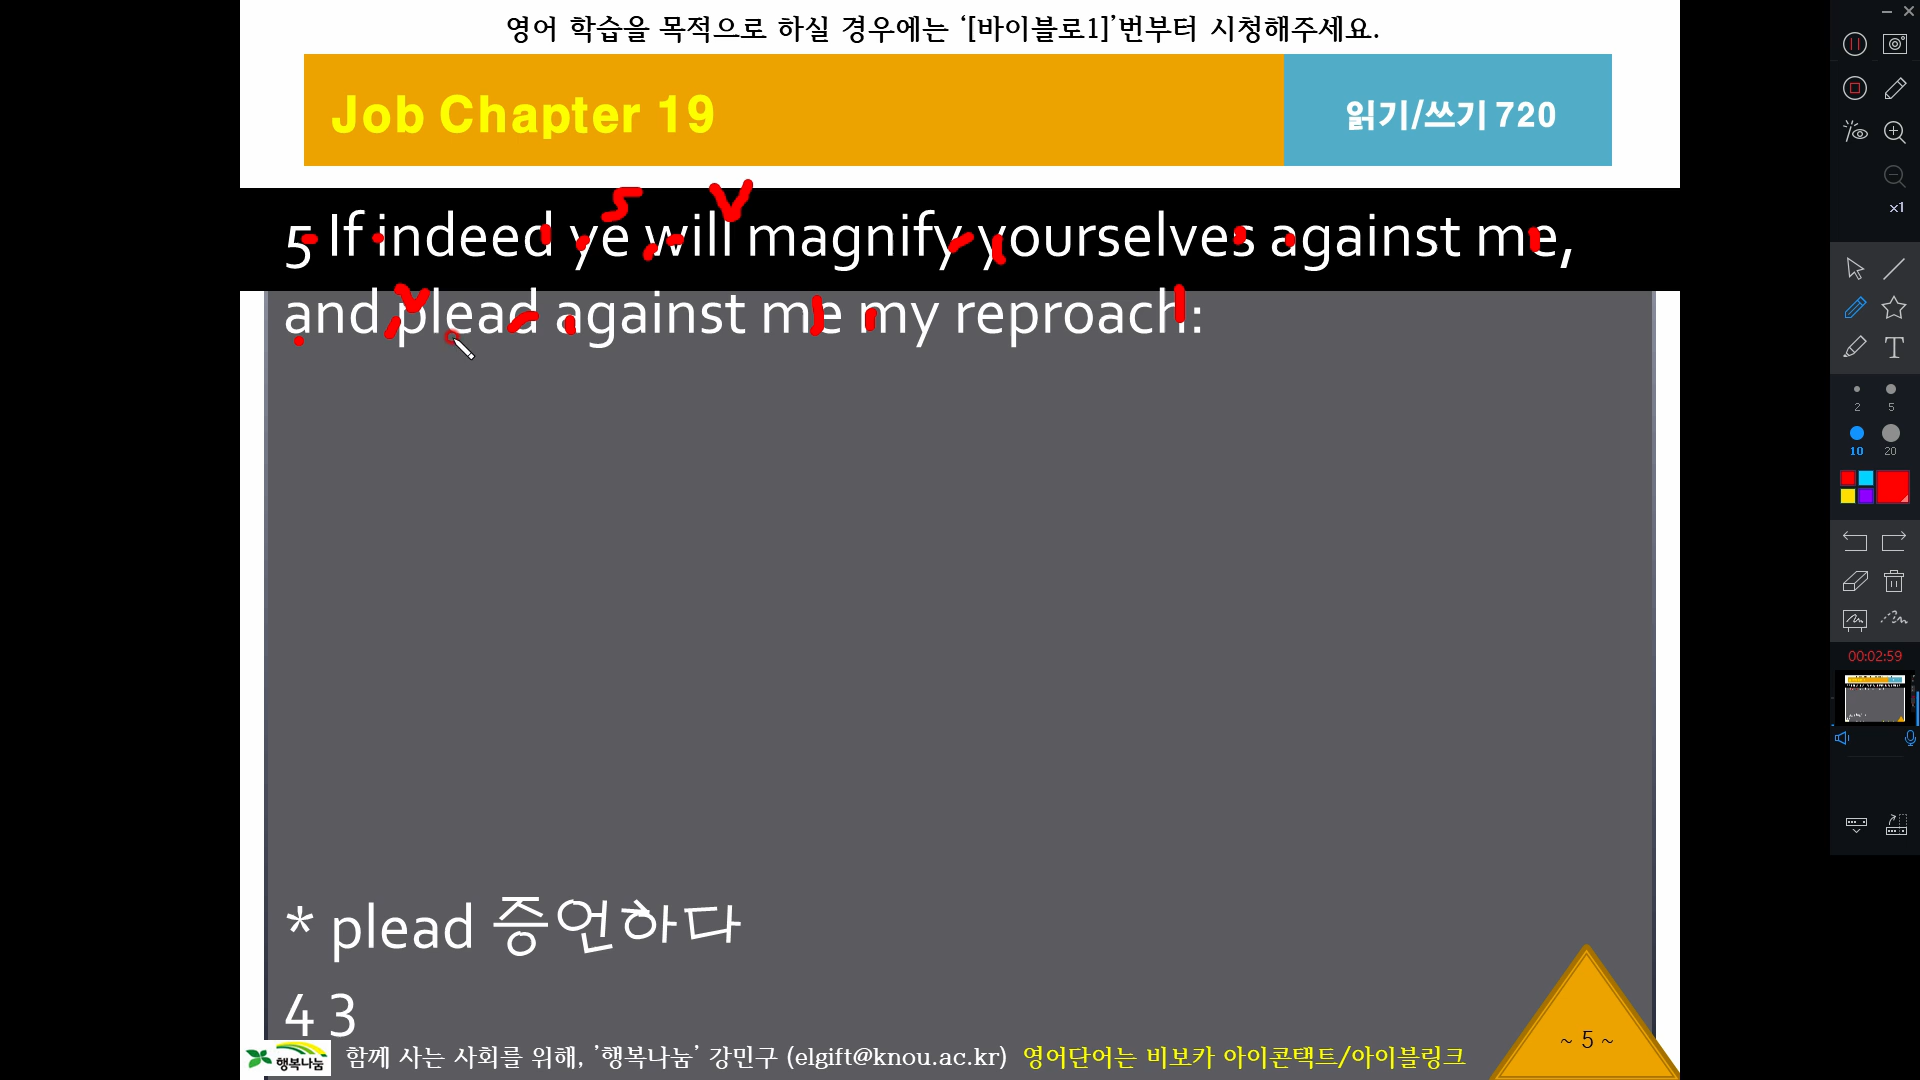 영어 학습을 목적으로 하실 경우에는 ‘[바이블로1]’번부터 시청해주세요.
Job Chapter 19
읽기/쓰기 720
5 If indeed ye will magnify yourselves against me,
and plead against me my reproach:
* plead 증언하다
4 3
행복나눔 함께 사는 사회를 위해, ’행복나눔’ 강민구 (elgift@knou.ac.kr) 영어단어는 비보카 아이콘택트/아이블링크
~ 5 ~
x1
T
2 5
10 20
00:02:59